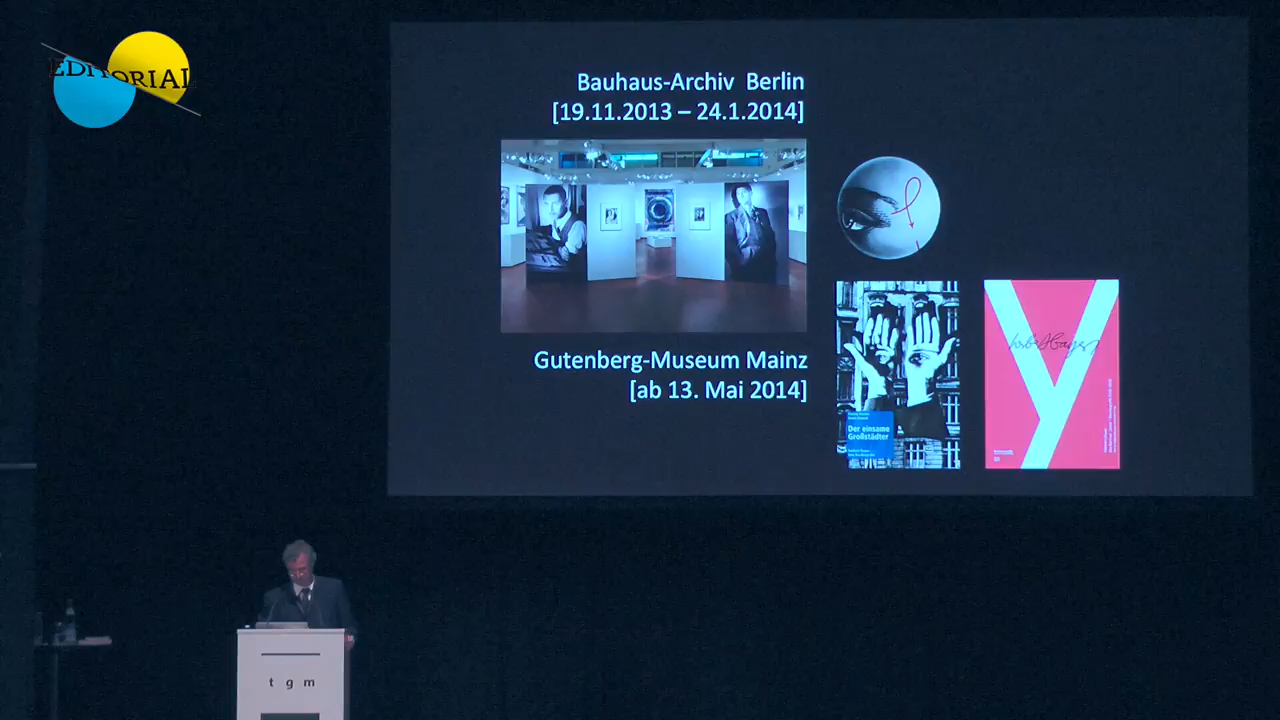 EDITORIAL
Bauhaus-Archiv Berlin
[19.11.2013 – 24.1.2014]
Gutenberg-Museum Mainz
[ab 13. Mai 2014]
Der einsame
Großstädter
y
t g m